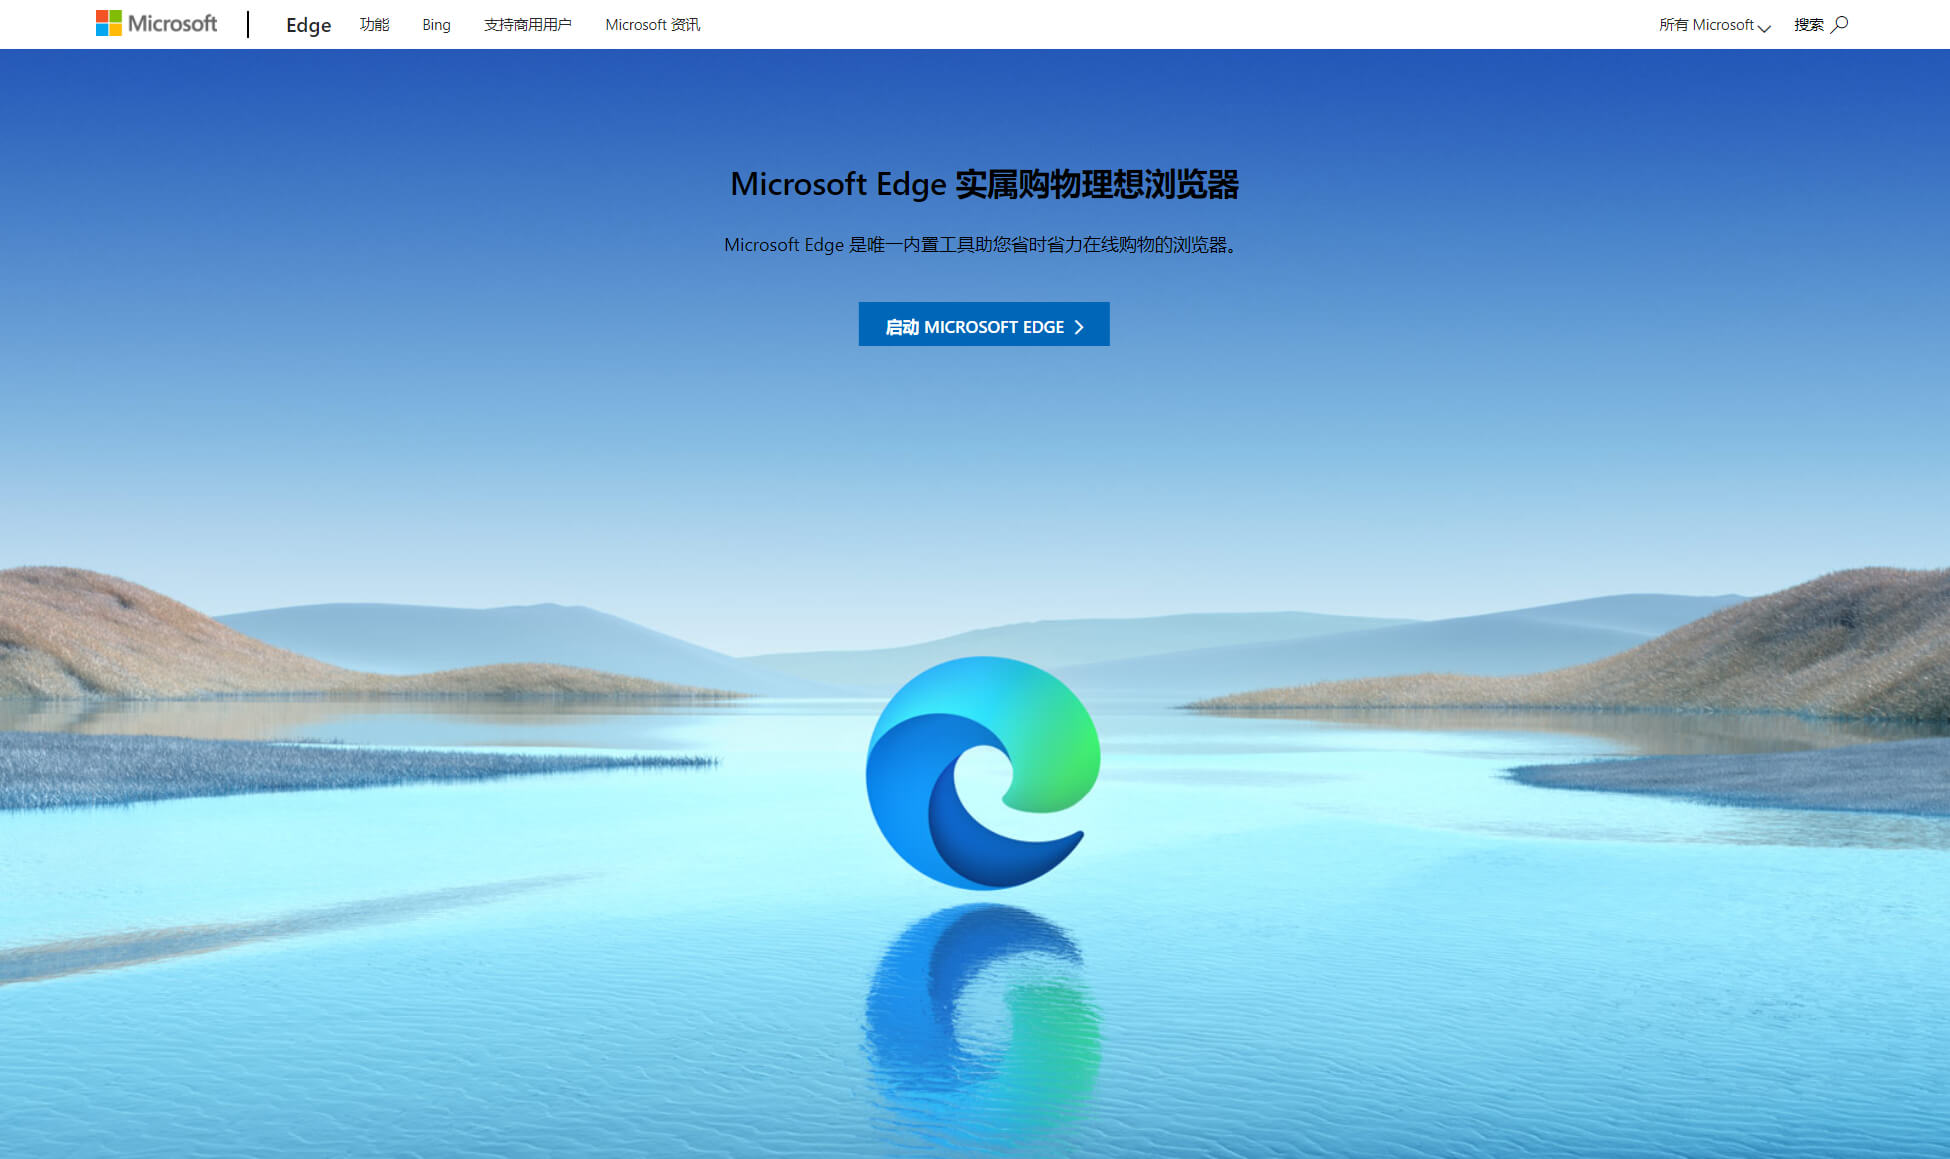 Microsoft
Edge
功能
Bing
支持商用用户
Microsoft 资讯
所有 Microsoft
搜索
Microsoft Edge 实属购物理想浏览器
Microsoft Edge 是唯一内置工具助您省时省力在线购物的浏览器。
启动 MICROSOFT EDGE